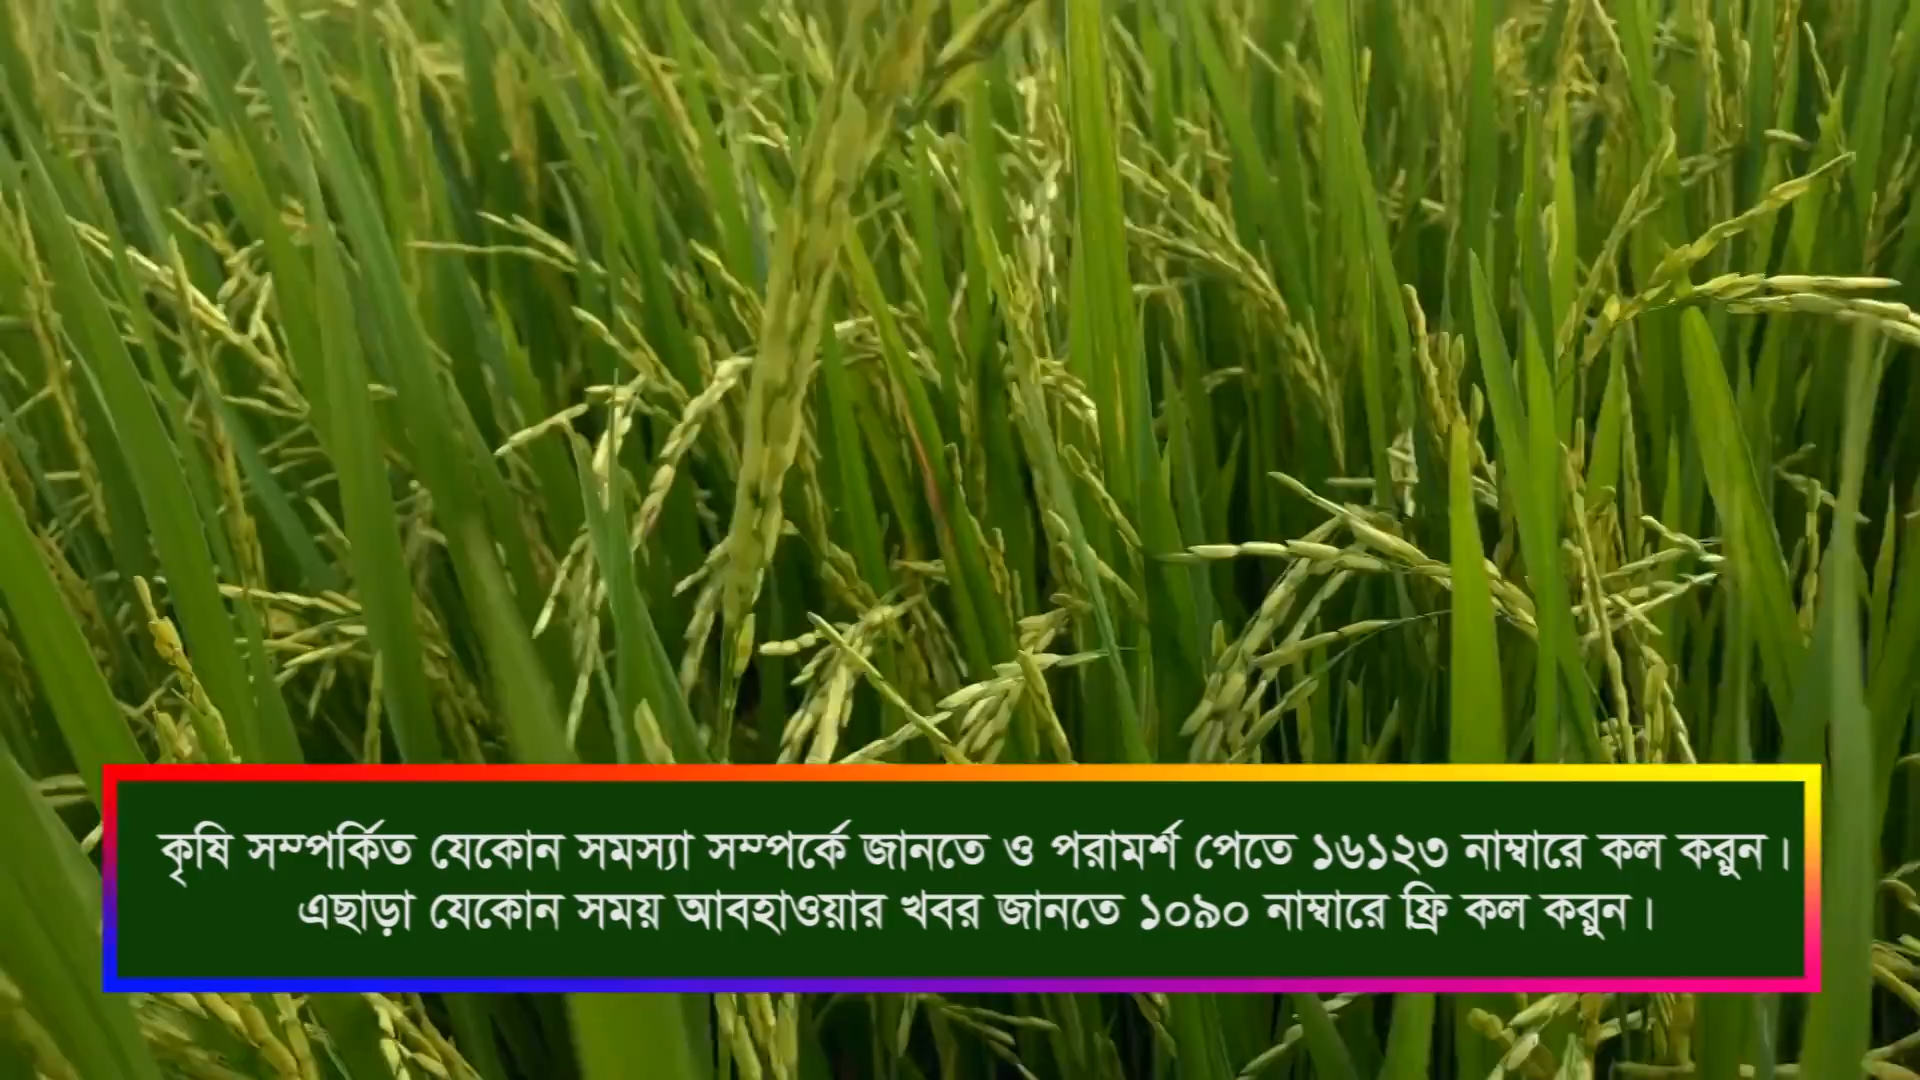 কৃষি সম্পর্কিত যেকোন সমস্যা সম্পর্কে জানতে ও পরামর্শ পেতে ১৬১২৩ নাম্বারে কল করুন।
এছাড়া যেকোন সময় আবহাওয়ার খবর জানতে ১০৯০ নাম্বারে ফ্রি কল করুন।